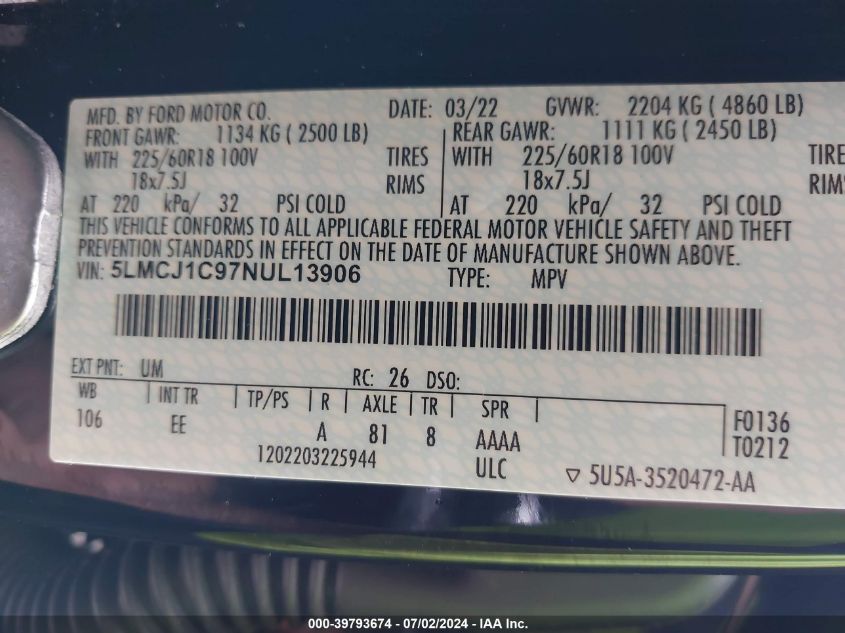 MFD. BY FORD MOTOR CO. DATE: 03/22 GVWR: 2204 KG ( 4860 LB)
FRONT GAWR: 1134 KG ( 2500 LB) REAR GAWR: 1111 KG ( 2450 LB)
WITH 225/60R18 100V TIRES WITH 225/60R18 100V TIRE
18x7.5J RIMS 18x7.5J RIMS
AT 220 kPa/ 32 PSI COLD AT 220 kPa/ 32 PSI COLD
THIS VEHICLE CONFORMS TO ALL APPLICABLE FEDERAL MOTOR VEHICLE SAFETY AND THEFT
PREVENTION STANDARDS IN EFFECT ON THE DATE OF MANUFACTURE SHOWN ABOVE.
VIN: 5LMCJ1C97NUL13906 TYPE: MPV
EXT PNT: UM RC: 26 DSO:
WB INT TR TP/PS R AXLE TR SPR F0136
106 EE A 81 8 AAAA T0212
1202203225944 ULC ▽ 5U5A-3520472-AA
000-39793674 / 07/02/2024 - IAA Inc.